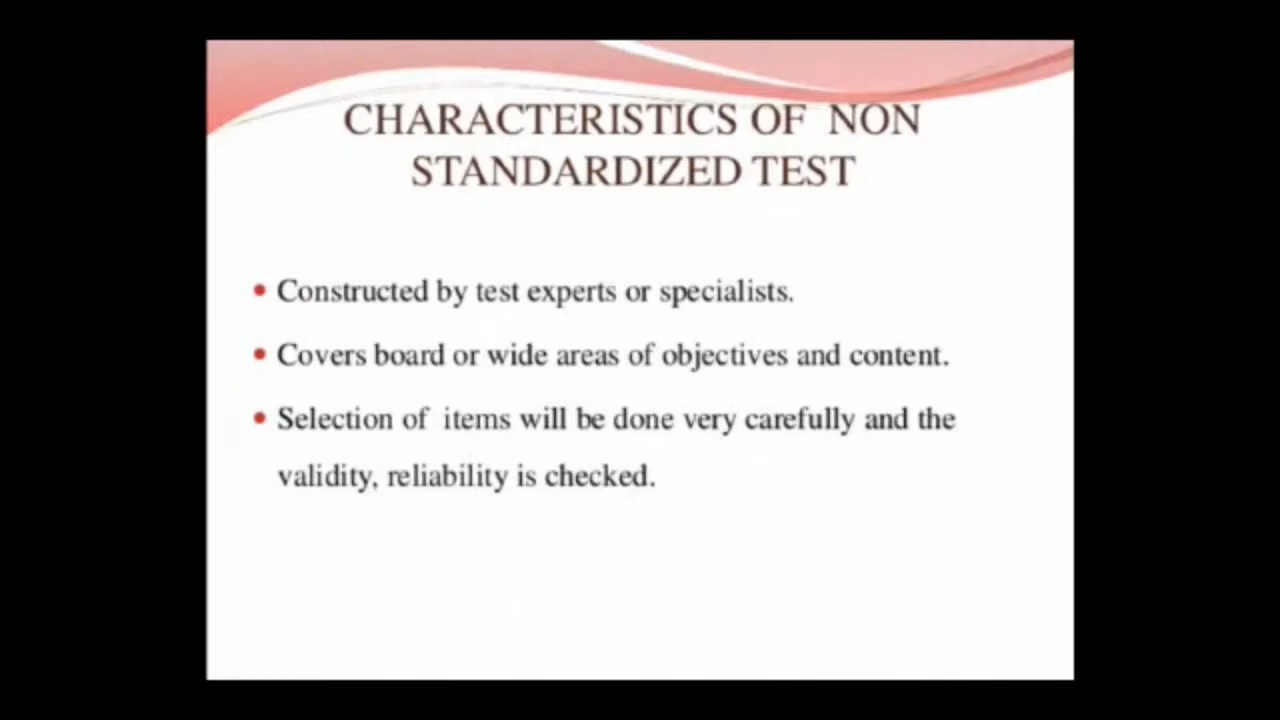 CHARACTERISTICS OF NON
STANDARDIZED TEST
• Constructed by test experts or specialists.
• Covers board or wide areas of objectives and content.
• Selection of items will be done very carefully and the
validity, reliability is checked.